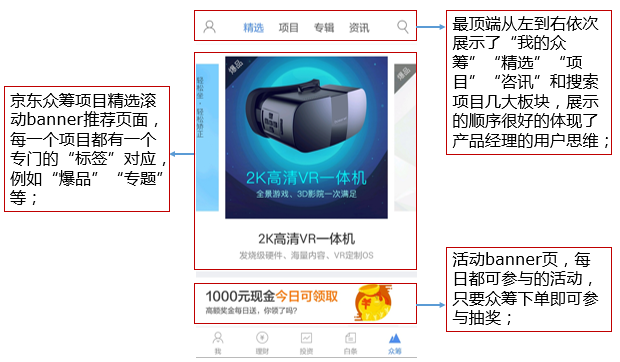 精选 项目 专辑 资讯
最顶端从左到右依次
展示了“我的众
筹”“精选”“项
目”“咨讯”和搜索
项目几大板块，展示
的顺序很好的体现了
产品经理的用户思维；
京东众筹项目精选滚
动banner推荐页面，
每一个项目都有一个
专门的“标签”对应，
例如“爆品”“专题”
等；
轻松坐·轻松矫正
爆品
2K高清VR一体机
全景游戏、3D影院一次满足
2K高清VR一体机
发烧级硬件、海量内容、VR定制OS
活动banner页，每
日都可参与的活动，
只要众筹下单即可参
与抽奖；
1000元现金今日可领取
高额奖金每日送，你领了吗？
我 理财 投资 白条 众筹